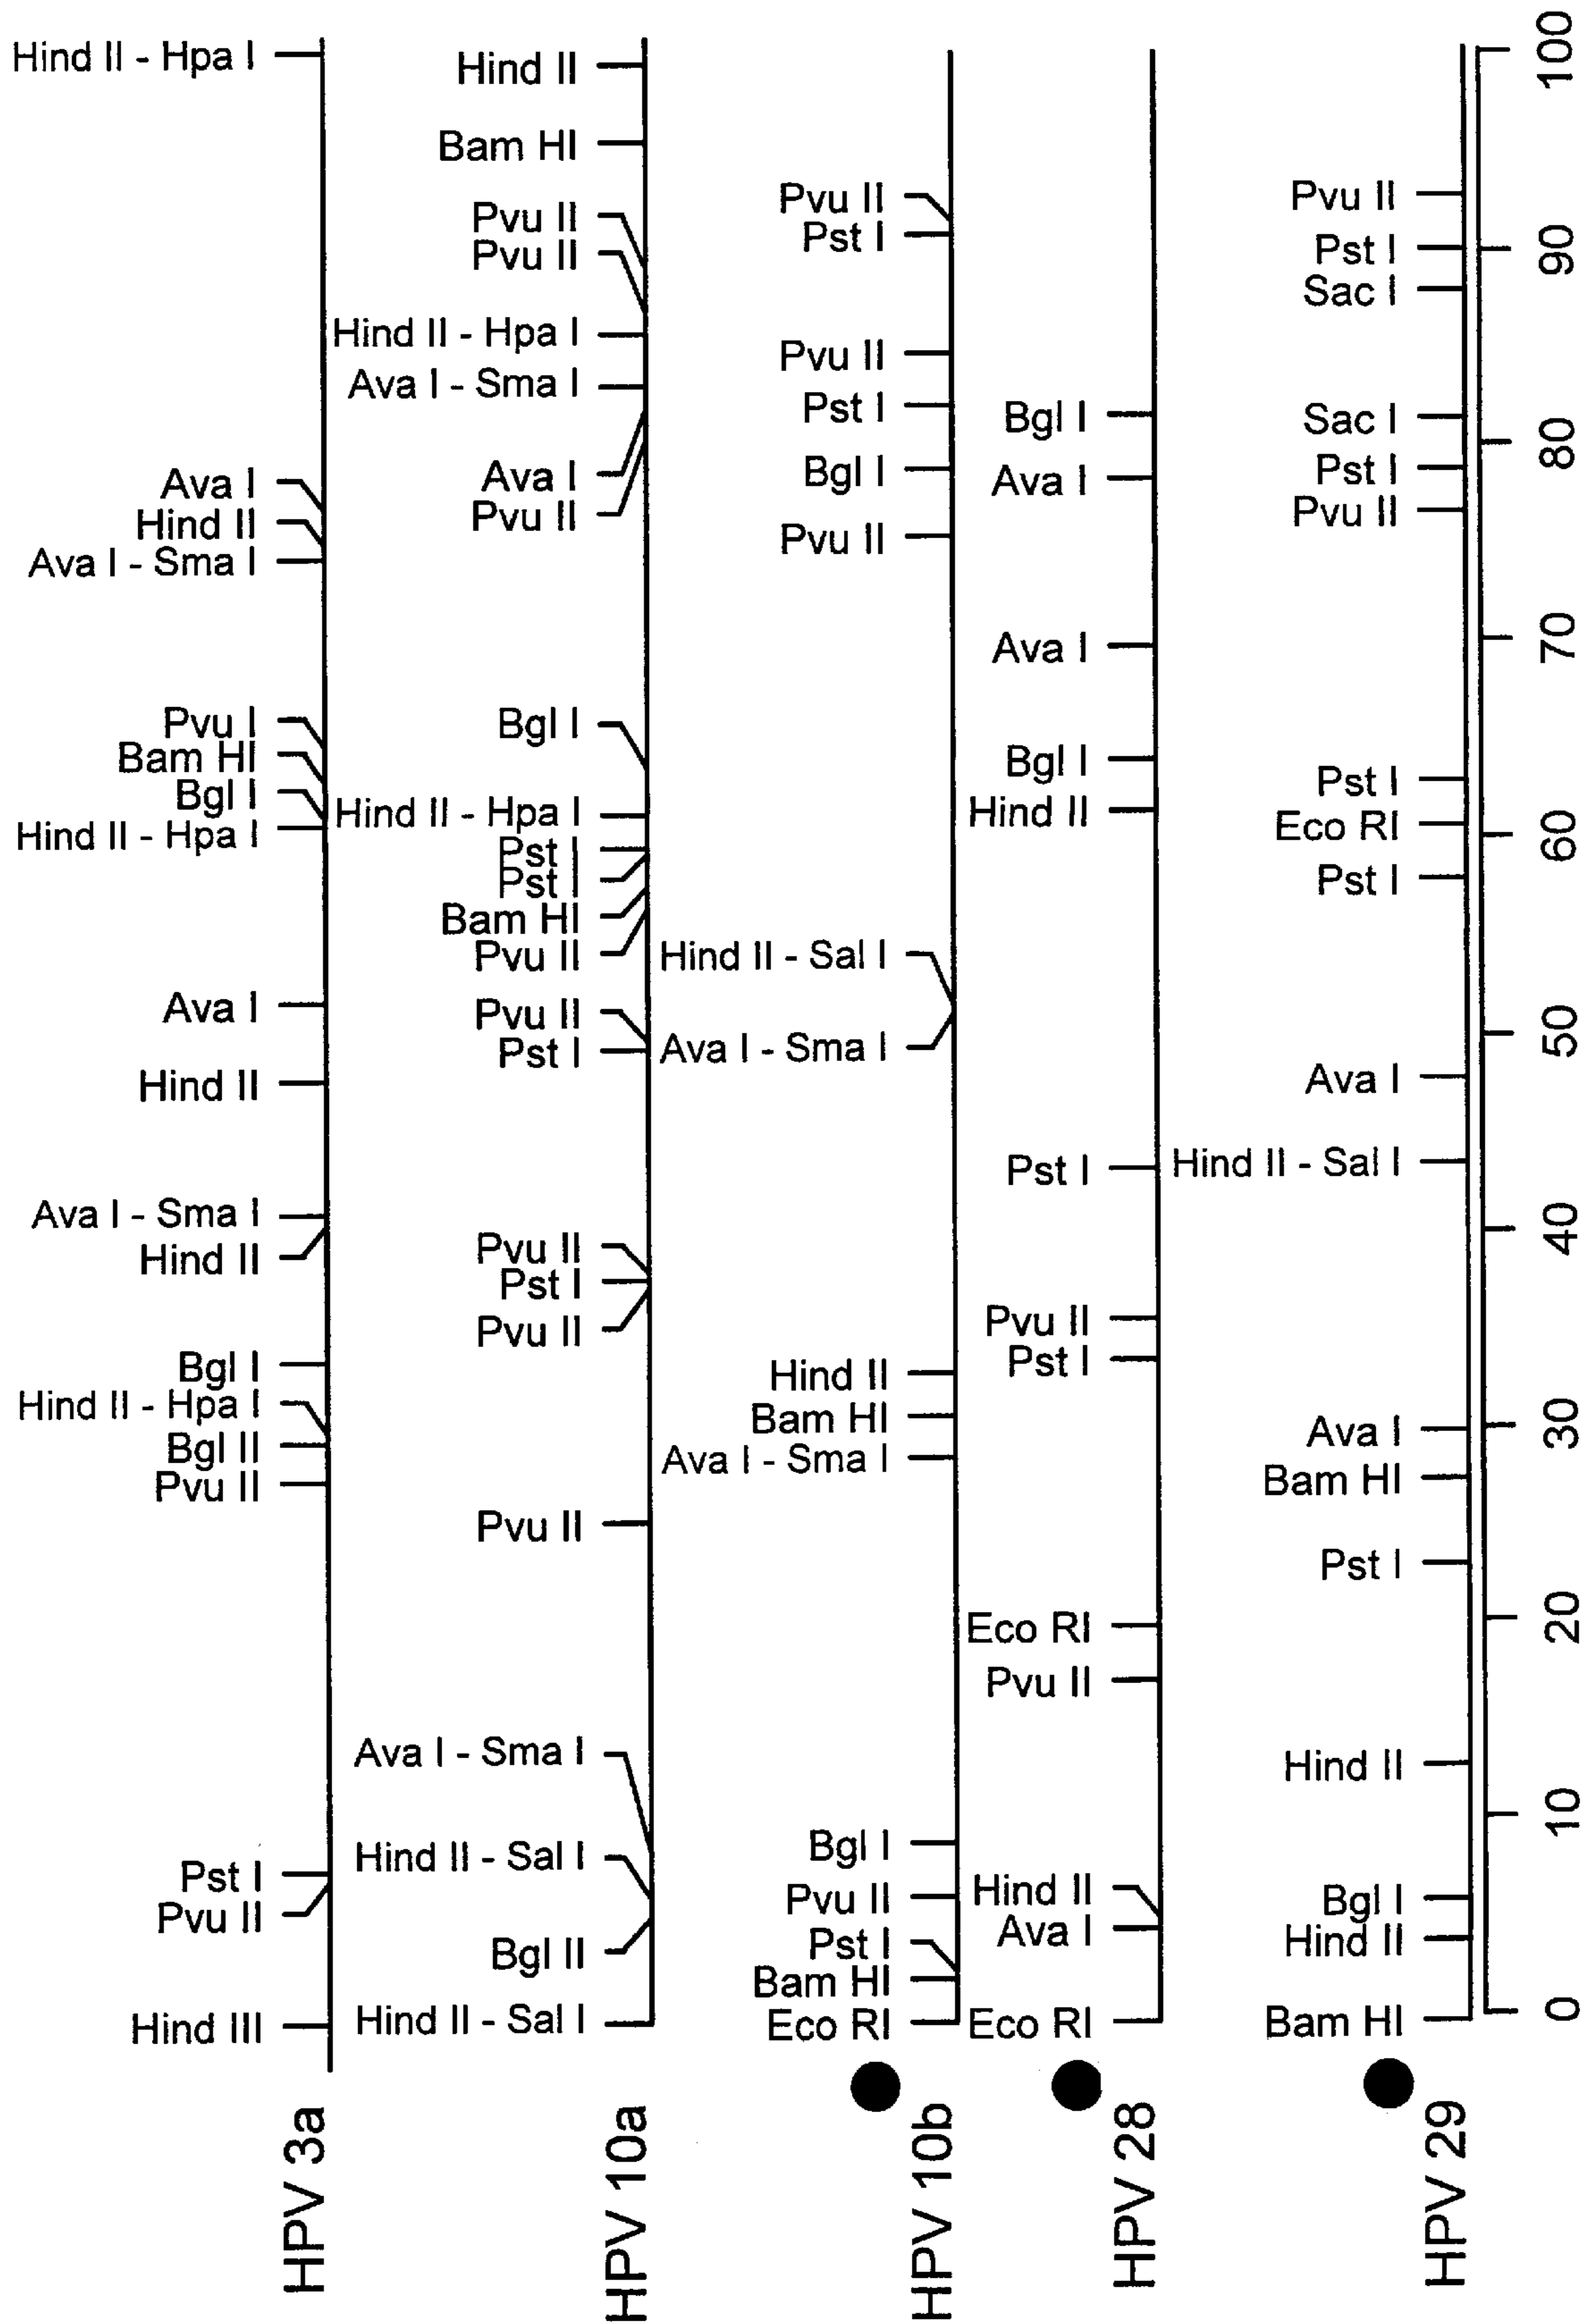 HPV 3a
Hind II - Hpa I
Ava I
Hind II
Ava I - Sma I
Pvu I
Bam HI
Bgl I
Hind II - Hpa I
Ava I
Hind II
Ava I - Sma I
Hind II
Bgl I
Hind II - Hpa I
Bgl II
Pvu II
Pst I
Pvu II
Hind III
HPV 10a
Hind II
Bam HI
Pvu II
Pvu II
Hind II - Hpa I
Ava I - Sma I
Ava I
Pvu II
Bgl I
Hind II - Hpa I
Pst I
Pst I
Bam HI
Pvu II
Pvu II
Pst I
Pvu II
Pst I
Pvu II
Pvu II
Ava I - Sma I
Hind II - Sal I
Bgl II
Hind II - Sal I
HPV 10b
Pvu II
Pst I
Pvu II
Pst I
Bgl I
Pvu II
Hind II - Sal I
Ava I - Sma I
Hind II
Bam HI
Ava I - Sma I
Bgl I
Pvu II
Pst I
Bam HI
Eco RI
HPV 28
Bgl I
Ava I
Ava I
Bgl I
Hind II
Pst I
Pvu II
Pst I
Eco RI
Pvu II
Hind II
Ava I
Eco RI
HPV 29
Pvu II
Pst I
Sac I
Sac I
Pst I
Pvu II
Pst I
Eco RI
Pst I
Ava I
Hind II - Sal I
Ava I
Bam HI
Pst I
Hind II
Bgl I
Hind II
Bam HI
0 10 20 30 40 50 60 70 80 90 100